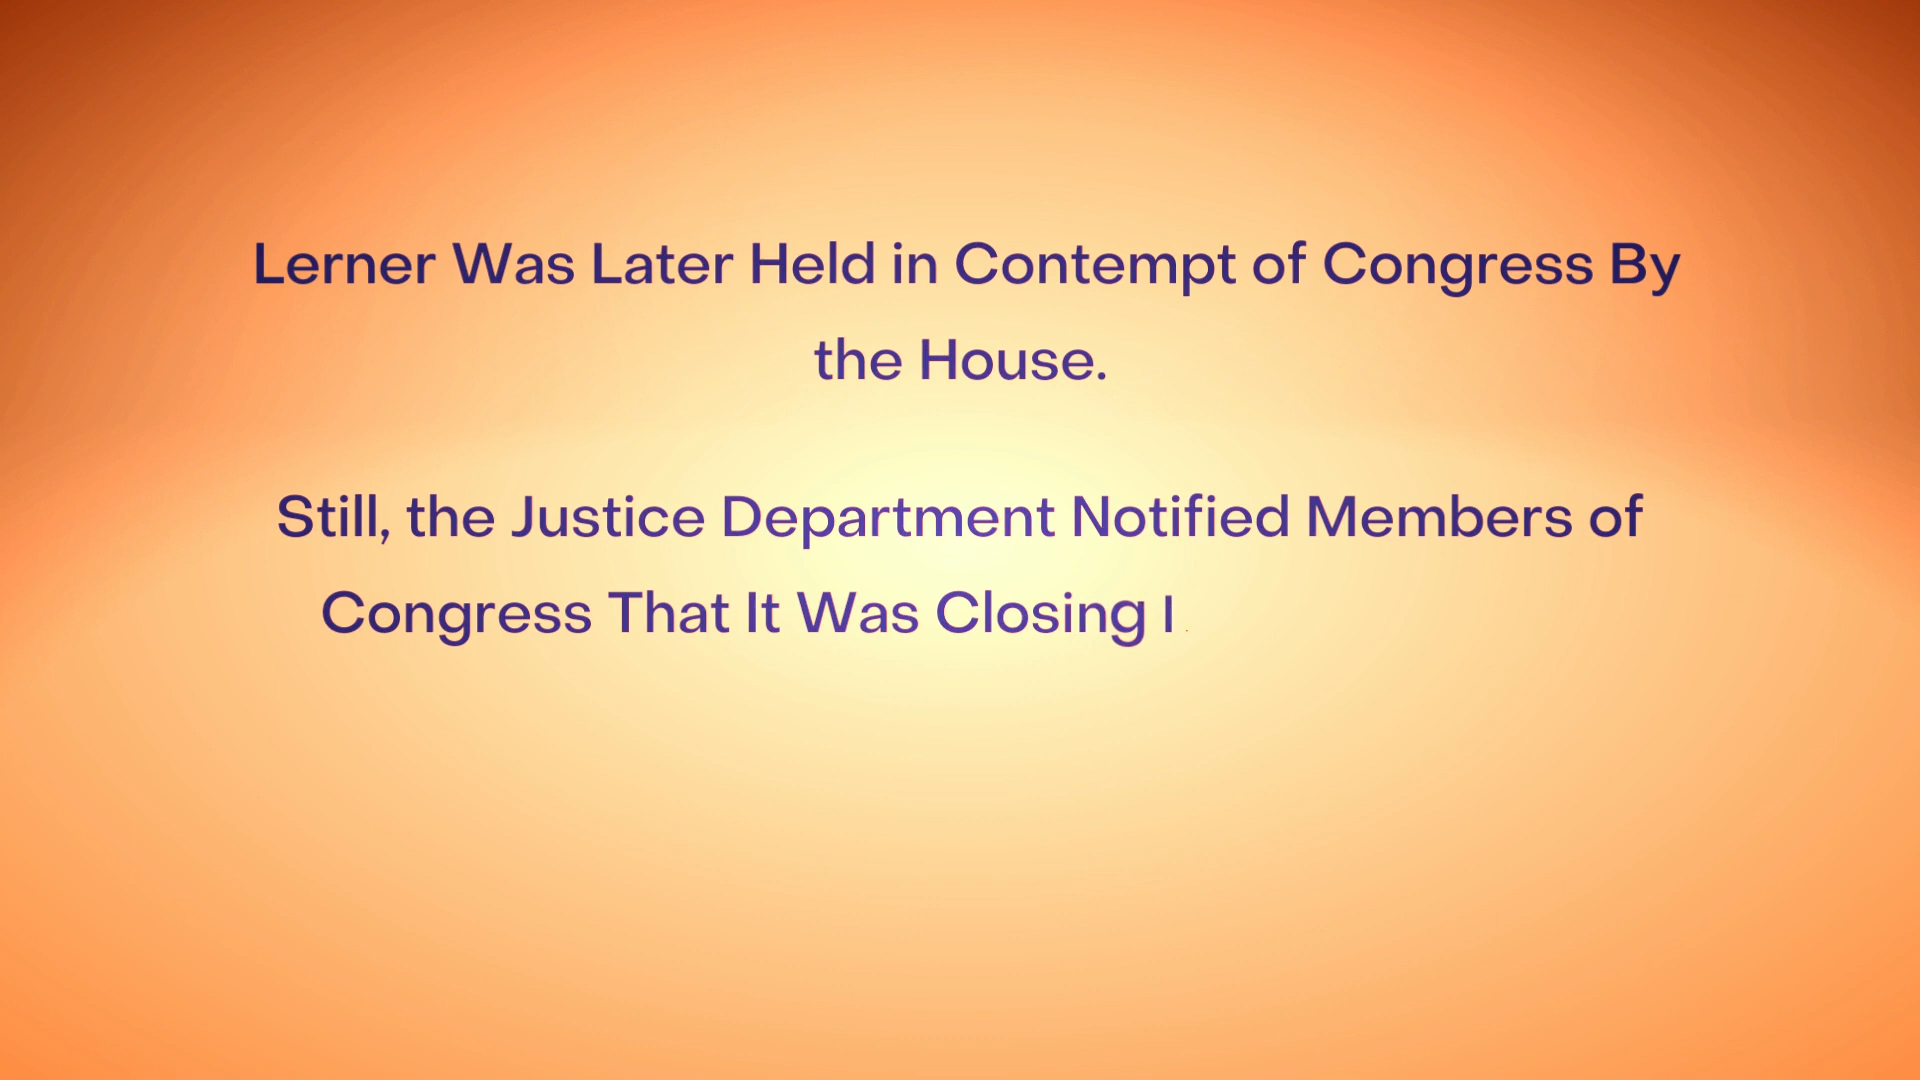 Lerner Was Later Held in Contempt of Congress By
the House.
Still, the Justice Department Notified Members of
Congress That It Was Closing I